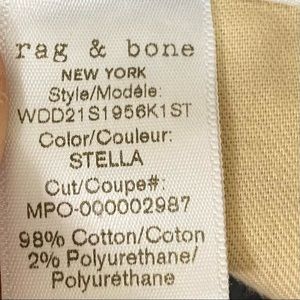 rag & bone
NEW YORK
Style/Modéle:
WDD21S1956K1ST
Color/Couleur:
STELLA
Cut/Coupe#:
MPO-000002987
98% Cotton/Coton
2% Polyurethane/
Polyuréthane